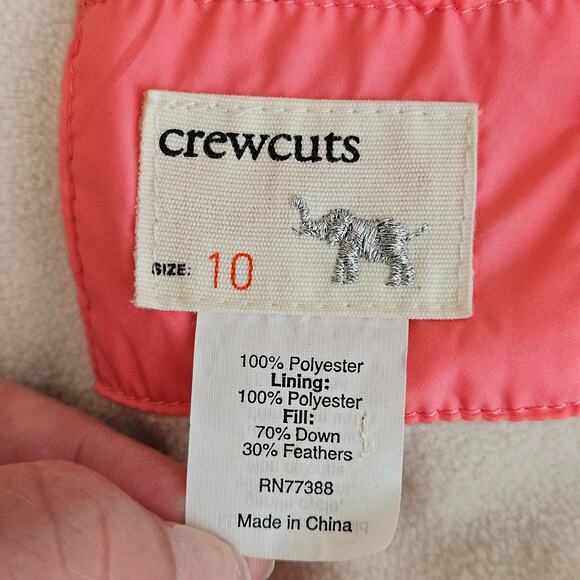 crewcuts
SIZE: 10
100% Polyester
Lining:
100% Polyester
Fill:
70% Down
30% Feathers
RN77388
Made in China